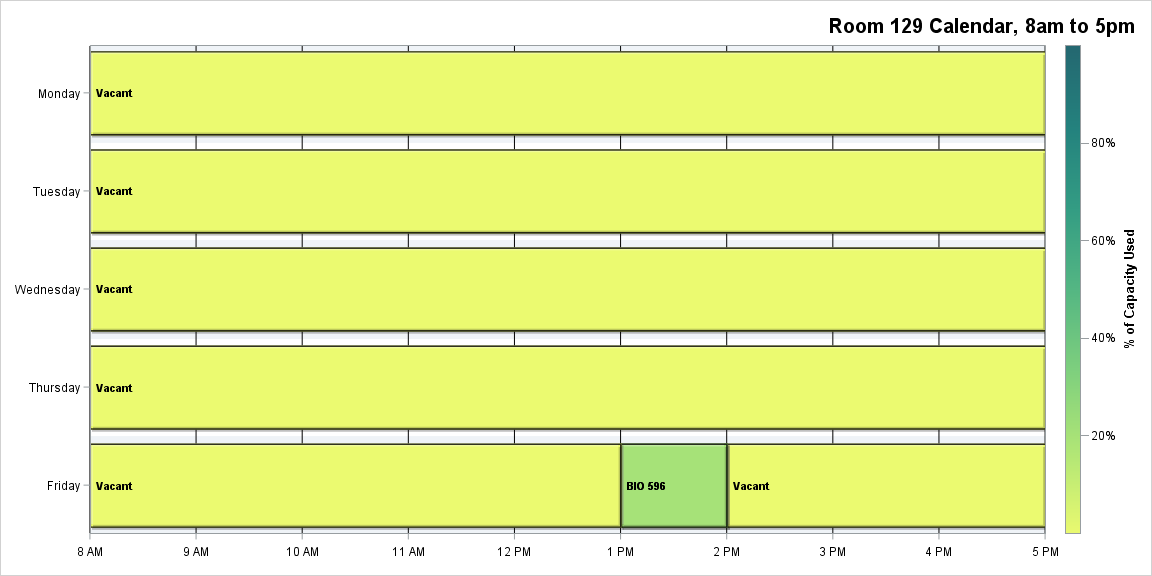 Room 129 Calendar, 8am to 5pm
Monday
Vacant
Tuesday
Vacant
Wednesday
Vacant
Thursday
Vacant
Friday
Vacant
BIO 596
Vacant
8 AM 9 AM 10 AM 11 AM 12 PM 1 PM 2 PM 3 PM 4 PM 5 PM
80%
60%
40%
20%
% of Capacity Used